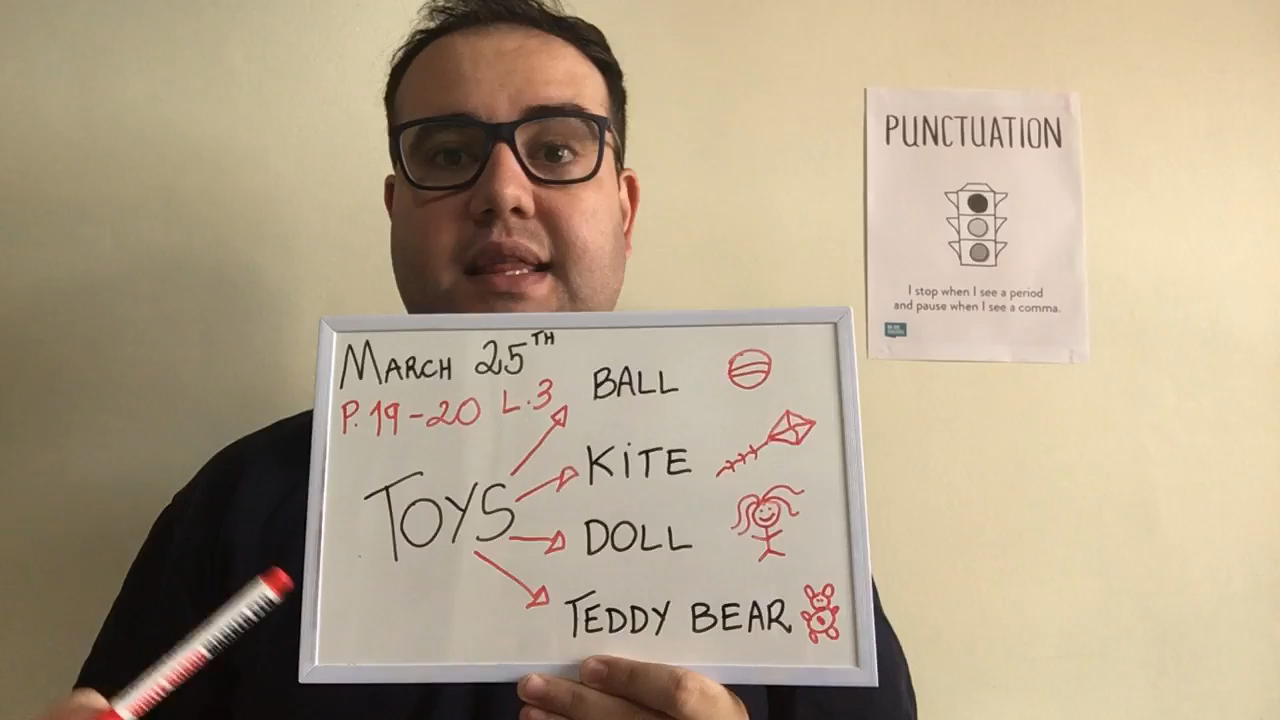 MARCH 25TH
P. 19-20 L.3
TOYS
BALL
KiTE
DOLL
TEDDY BEAR
PUNCTUATION
I stop when I see a period
and pause when I see a comma.